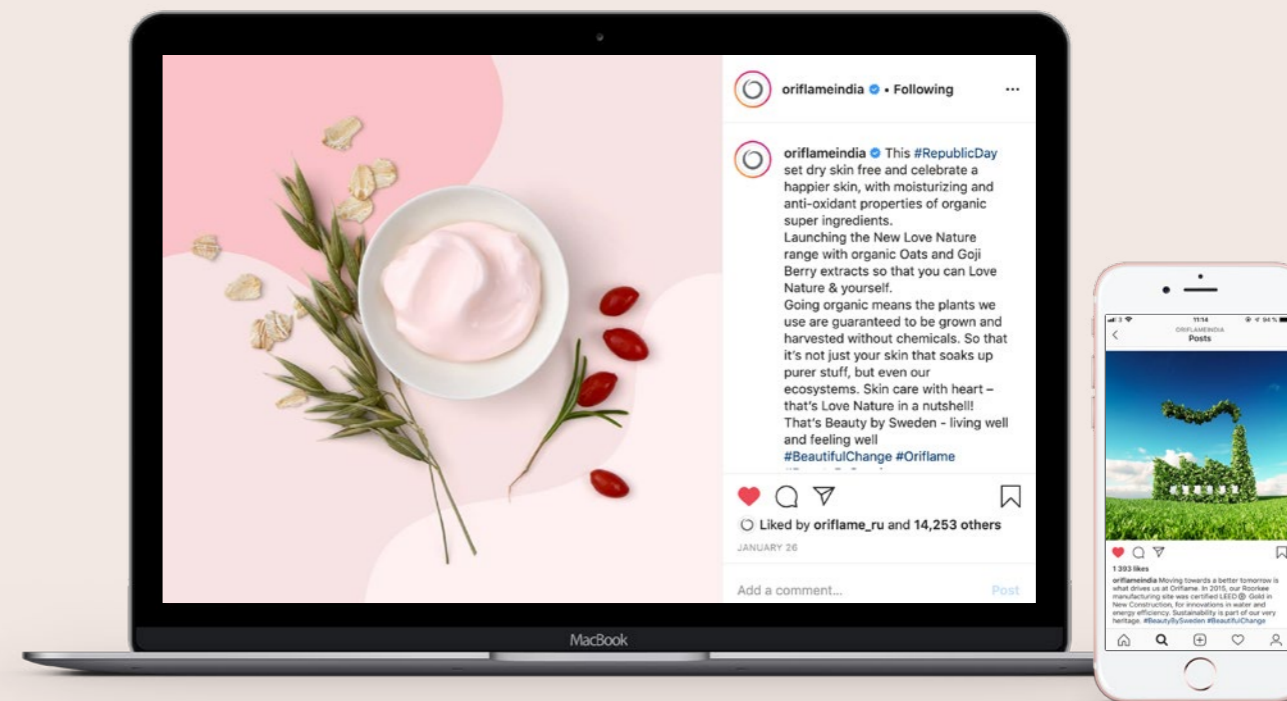 oriflameindia • Following
oriflameindia This #RepublicDay
set dry skin free and celebrate a
happier skin, with moisturizing and
anti-oxidant properties of organic
super ingredients.
Launching the New Love Nature
range with organic Oats and Goji
Berry extracts so that you can Love
Nature & yourself.
Going organic means the plants we
use are guaranteed to be grown and
harvested without chemicals. So that
it's not just your skin that soaks up
purer stuff, but even our
ecosystems. Skin care with heart –
that's Love Nature in a nutshell!
That's Beauty by Sweden - living well
and feeling well
#BeautifulChange #Oriflame
Liked by oriflame_ru and 14,253 others
JANUARY 26
Add a comment... Post
MacBook
11:14
94 %
ORIFLAMEINDIA
Posts
1 393 likes
oriflameindia Moving towards a better tomorrow is
what drives us at Oriflame. In 2015, our Roorkee
manufacturing site was certified LEED ® Gold in
New Construction, for innovations in water and
energy efficiency. Sustainability is part of our very
heritage. #BeautyBySweden #BeautifulChange